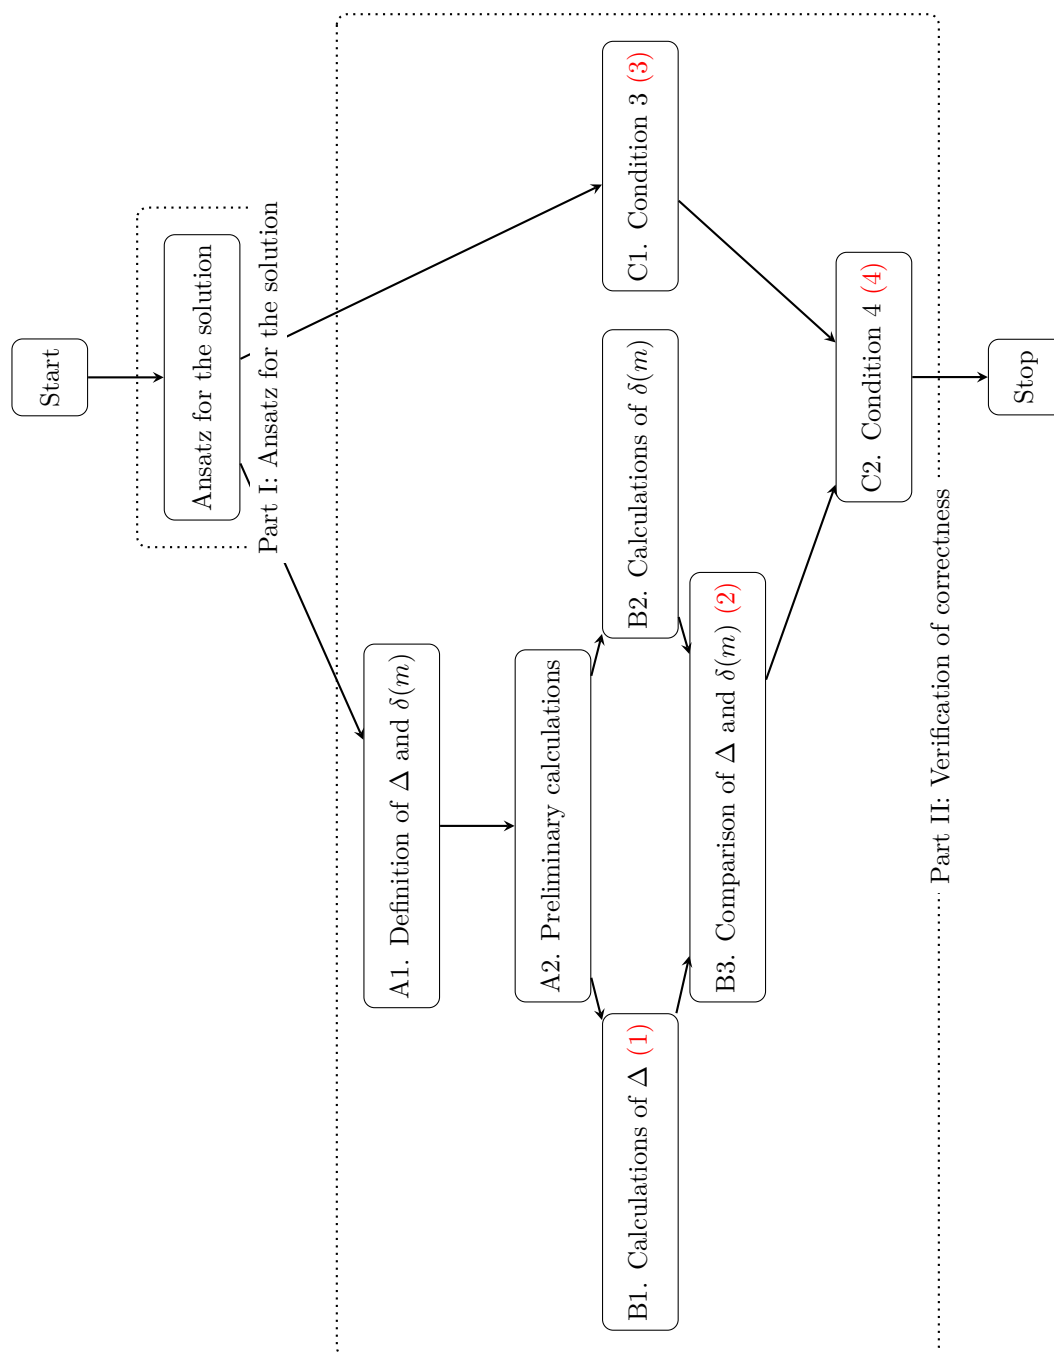 Start
Ansatz for the solution
Part I: Ansatz for the solution
A1. Definition of Δ and δ(m)
A2. Preliminary calculations
B1. Calculations of Δ (1)
B2. Calculations of δ(m)
C1. Condition 3 (3)
B3. Comparison of Δ and δ(m) (2)
C2. Condition 4 (4)
Part II: Verification of correctness
Stop